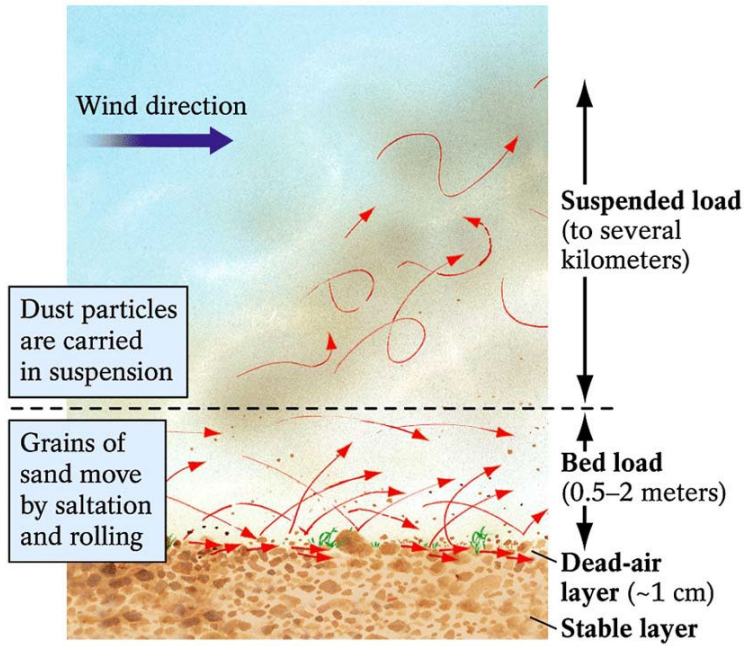 Wind direction
Suspended load
(to several
kilometers)
Dust particles
are carried
in suspension
Grains of
sand move
by saltation
and rolling
Bed load
(0.5–2 meters)
Dead-air
layer (~1 cm)
Stable layer